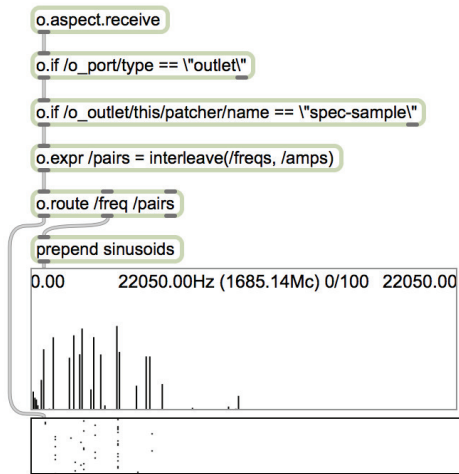 o.aspect.receive
o.if /o_port/type == \"outlet\"
o.if /o_outlet/this/patcher/name == \"spec-sample\"
o.expr /pairs = interleave(/freqs, /amps)
o.route /freq /pairs
prepend sinusoids
0.00 22050.00Hz (1685.14Mc) 0/100 22050.00